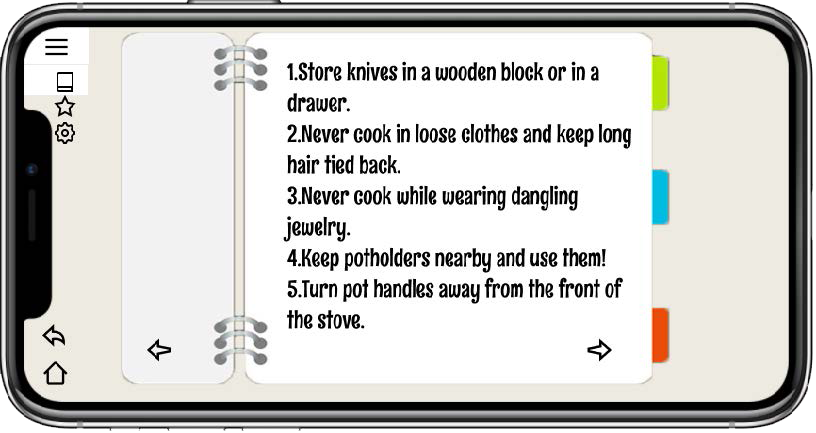 1.Store knives in a wooden block or in a
drawer.
2.Never cook in loose clothes and keep long
hair tied back.
3.Never cook while wearing dangling
jewelry.
4.Keep potholders nearby and use them!
5.Turn pot handles away from the front of
the stove.